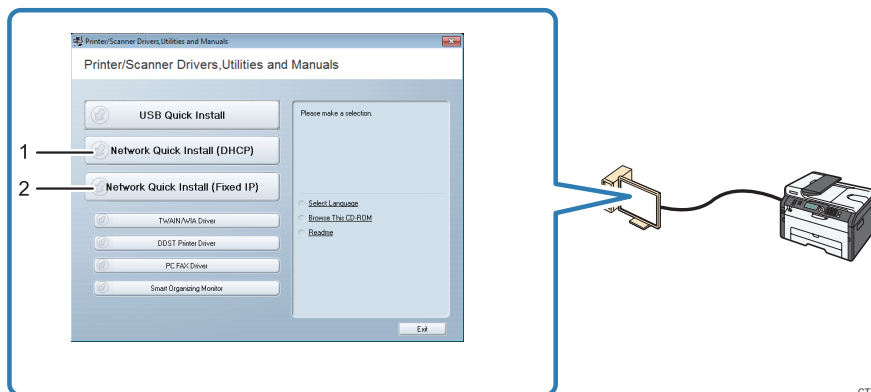 Printer/Scanner Drivers,Utilities and Manuals
Printer/Scanner Drivers,Utilities and Manuals
USB Quick Install
Please make a selection.
1
Network Quick Install (DHCP)
2
Network Quick Install (Fixed IP)
Select Language
TWAIN/WIA Driver
Browse This CD-ROM
Readme
DDST Printer Driver
PC FAX Driver
Smart Organizing Monitor
Exit